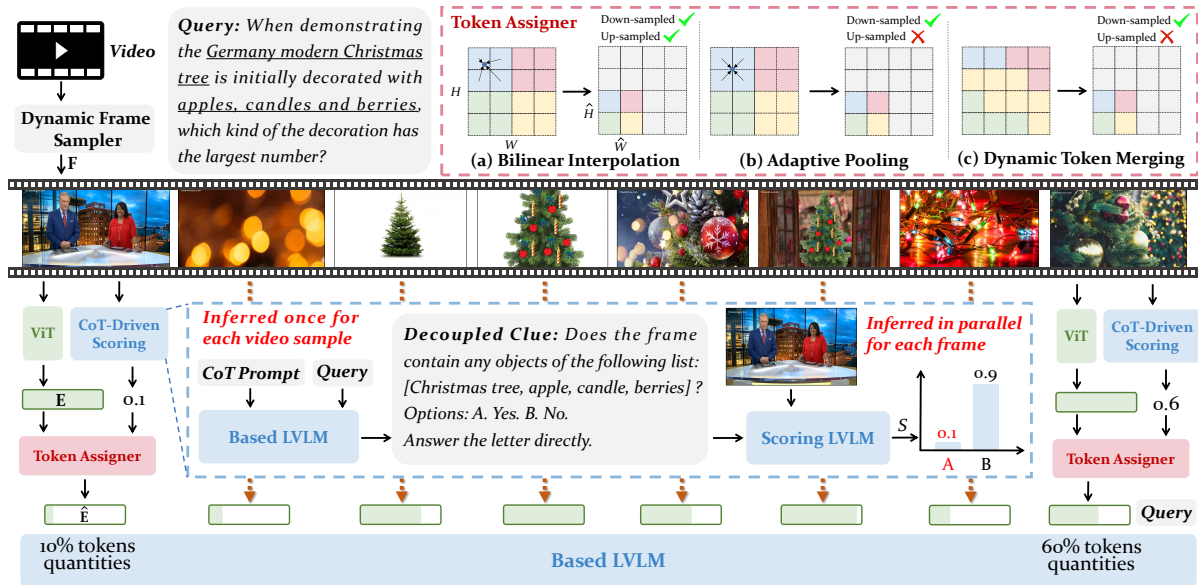 Video
Dynamic Frame
Sampler
F
Query: When demonstrating
the Germany modern Christmas
tree is initially decorated with
apples, candles and berries,
which kind of the decoration has
the largest number?
Token Assigner
Down-sampled
Up-sampled
H
W
Ĥ
Ŵ
(a) Bilinear Interpolation
Down-sampled
Up-sampled
(b) Adaptive Pooling
Down-sampled
Up-sampled
(c) Dynamic Token Merging
ViT
CoT-Driven
Scoring
E
0.1
Token Assigner
Ê
10% tokens
quantities
Inferred once for
each video sample
CoT Prompt
Query
Based LVLM
Decoupled Clue: Does the frame
contain any objects of the following list:
[Christmas tree, apple, candle, berries] ?
Options: A. Yes. B. No.
Answer the letter directly.
Inferred in parallel
for each frame
Scoring LVLM
S
0.1
0.9
A
B
ViT
CoT-Driven
Scoring
0.6
Token Assigner
Query
60% tokens
quantities
Based LVLM